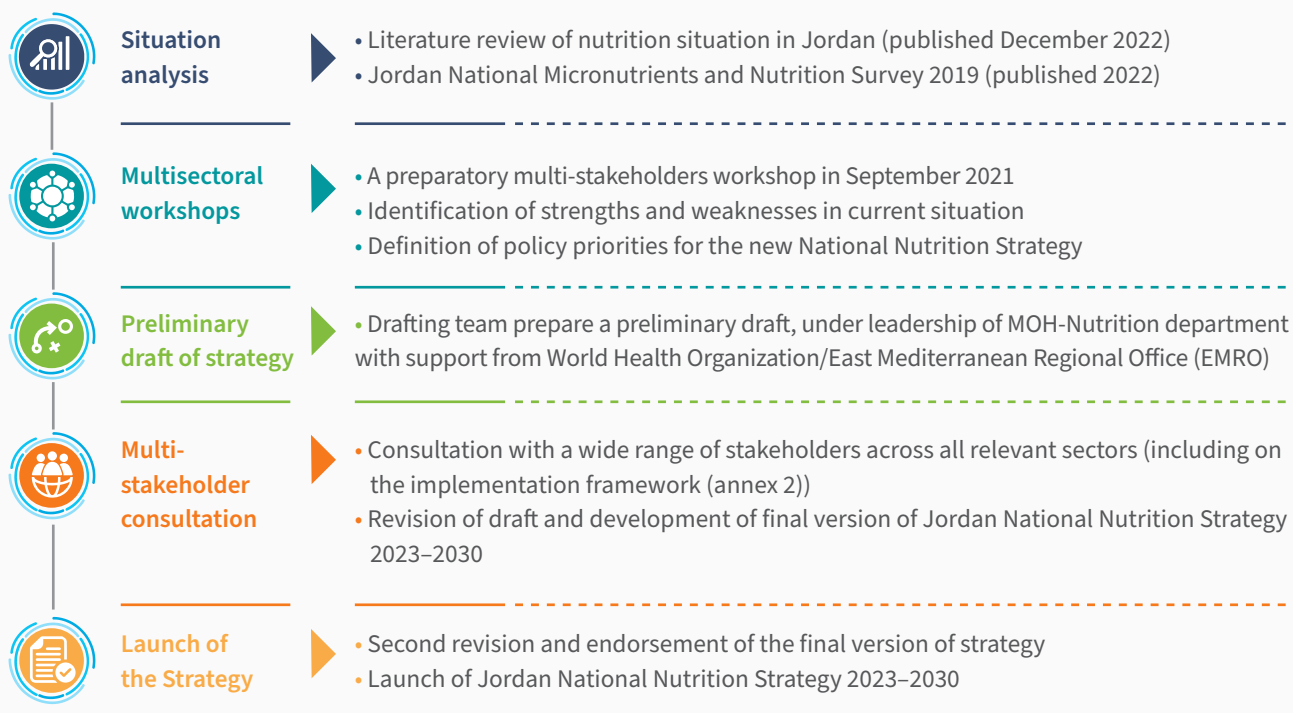 Situation
analysis
• Literature review of nutrition situation in Jordan (published December 2022)
• Jordan National Micronutrients and Nutrition Survey 2019 (published 2022)
Multisectoral
workshops
• A preparatory multi-stakeholders workshop in September 2021
• Identification of strengths and weaknesses in current situation
• Definition of policy priorities for the new National Nutrition Strategy
Preliminary
draft of strategy
• Drafting team prepare a preliminary draft, under leadership of MOH-Nutrition department
with support from World Health Organization/East Mediterranean Regional Office (EMRO)
Multi-
stakeholder
consultation
• Consultation with a wide range of stakeholders across all relevant sectors (including on
the implementation framework (annex 2))
• Revision of draft and development of final version of Jordan National Nutrition Strategy
2023–2030
Launch of
the Strategy
• Second revision and endorsement of the final version of strategy
• Launch of Jordan National Nutrition Strategy 2023–2030